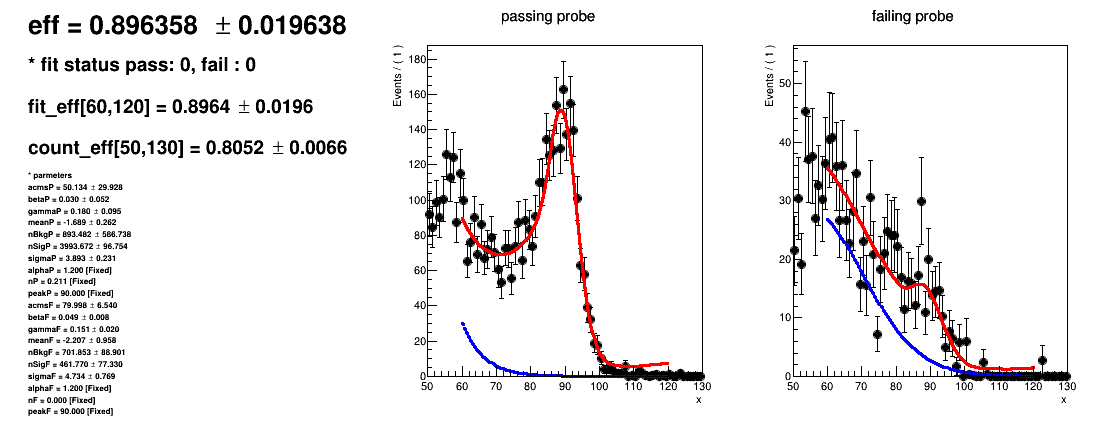 eff = 0.896358 ± 0.019638
* fit status pass: 0, fail : 0
fit_eff[60,120] = 0.8964 ± 0.0196
count_eff[50,130] = 0.8052 ± 0.0066
* parmeters
acmsP = 50.134 ± 29.928
betaP = 0.030 ± 0.052
gammaP = 0.180 ± 0.095
meanP = -1.689 ± 0.262
nBkgP = 893.482 ± 586.738
nSigP = 3993.672 ± 96.754
sigmaP = 3.893 ± 0.231
alphaP = 1.200 [Fixed]
nP = 0.211 [Fixed]
peakP = 90.000 [Fixed]
acmsF = 79.998 ± 6.540
betaF = 0.049 ± 0.008
gammaF = 0.151 ± 0.020
meanF = -2.207 ± 0.958
nBkgF = 701.853 ± 88.901
nSigF = 461.770 ± 77.330
sigmaF = 4.734 ± 0.769
alphaF = 1.200 [Fixed]
nF = 0.000 [Fixed]
peakF = 90.000 [Fixed]
passing probe
Events / ( 1 )
180
160
140
120
100
80
60
40
20
0
50 60 70 80 90 100 110 120 130
x
failing probe
Events / ( 1 )
50
40
30
20
10
0
50 60 70 80 90 100 110 120 130
x